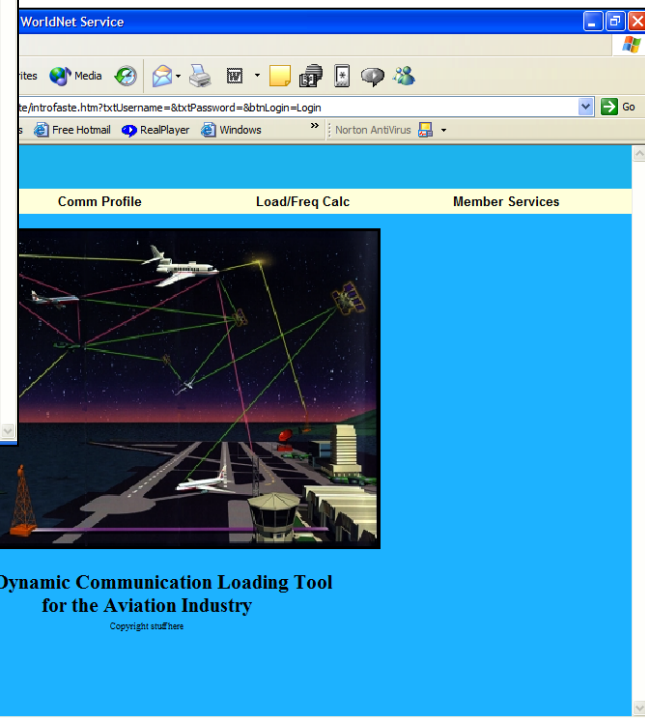 WorldNet Service
ites Media
te/introfaste.htm?txtUsername=&txtPassword=&btnLogin=Login Go
s Free Hotmail RealPlayer Windows » Norton AntiVirus
Comm Profile Load/Freq Calc Member Services
Dynamic Communication Loading Tool
for the Aviation Industry
Copyright stuff here